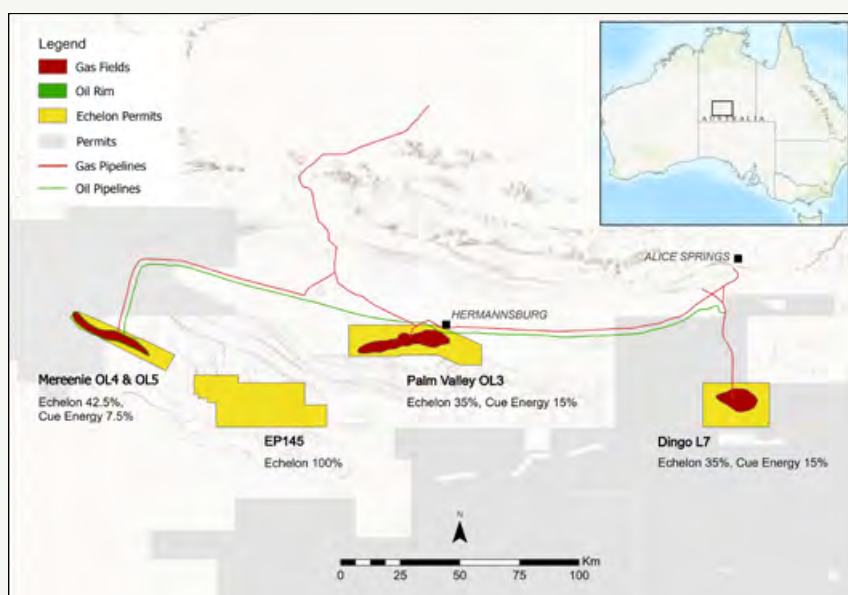 Legend
Gas Fields
Oil Rim
Echelon Permits
Permits
Gas Pipelines
Oil Pipelines
AUSTRALIA
ALICE SPRINGS
HERMANNSBURG
Mereenie OL4 & OL5
Echelon 42.5%,
Cue Energy 7.5%
Palm Valley OL3
Echelon 35%, Cue Energy 15%
EP145
Echelon 100%
Dingo L7
Echelon 35%, Cue Energy 15%
N
Km
0 25 50 75 100